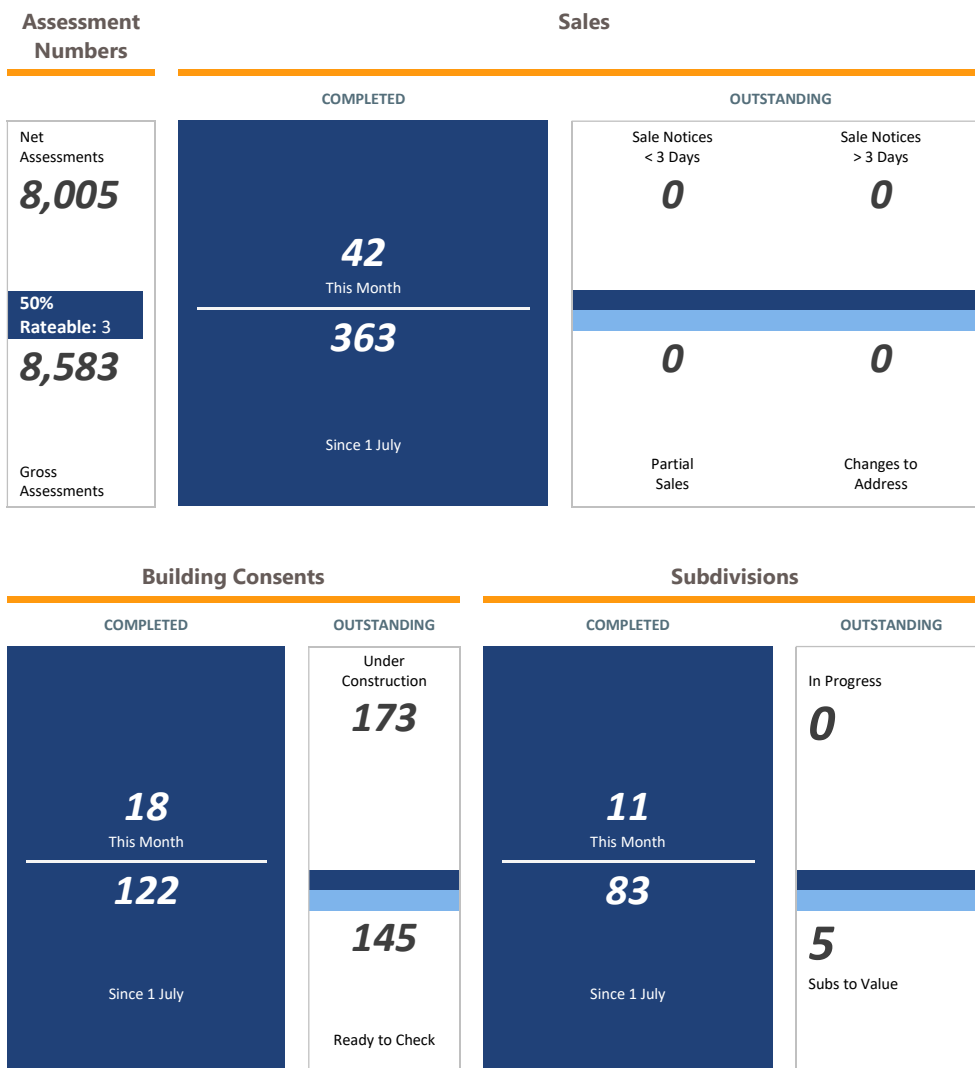 Assessment
Numbers
Sales
COMPLETED
OUTSTANDING
Net
Assessments
8,005
50%
Rateable: 3
8,583
Gross
Assessments
42
This Month
363
Since 1 July
Sale Notices
< 3 Days
0
Sale Notices
> 3 Days
0
0
Partial
Sales
0
Changes to
Address
Building Consents
COMPLETED
OUTSTANDING
18
This Month
122
Since 1 July
Under
Construction
173
145
Ready to Check
Subdivisions
COMPLETED
OUTSTANDING
11
This Month
83
Since 1 July
In Progress
0
5
Subs to Value